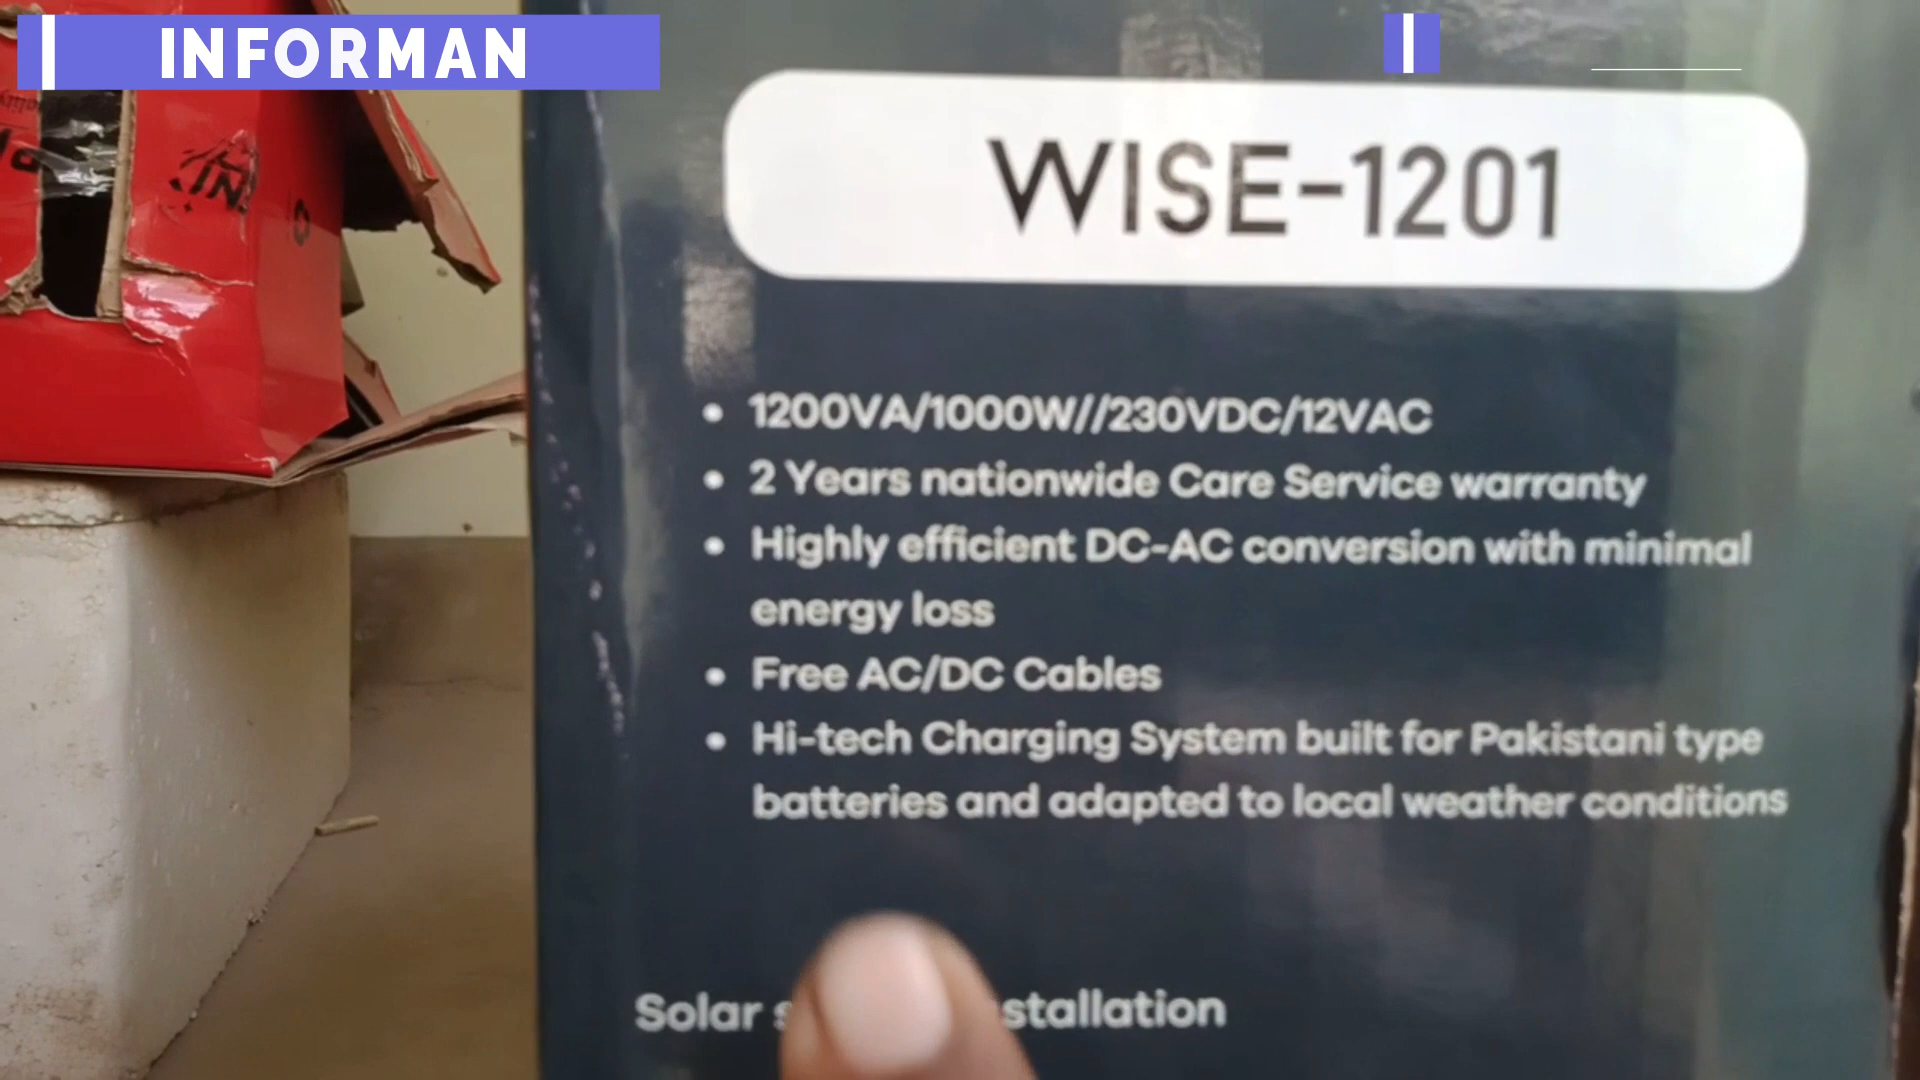 INFORMAN
WISE-1201
• 1200VA/1000W//230VDC/12VAC
• 2 Years nationwide Care Service warranty
• Highly efficient DC-AC conversion with minimal
energy loss
• Free AC/DC Cables
• Hi-tech Charging System built for Pakistani type
batteries and adapted to local weather conditions
Solar